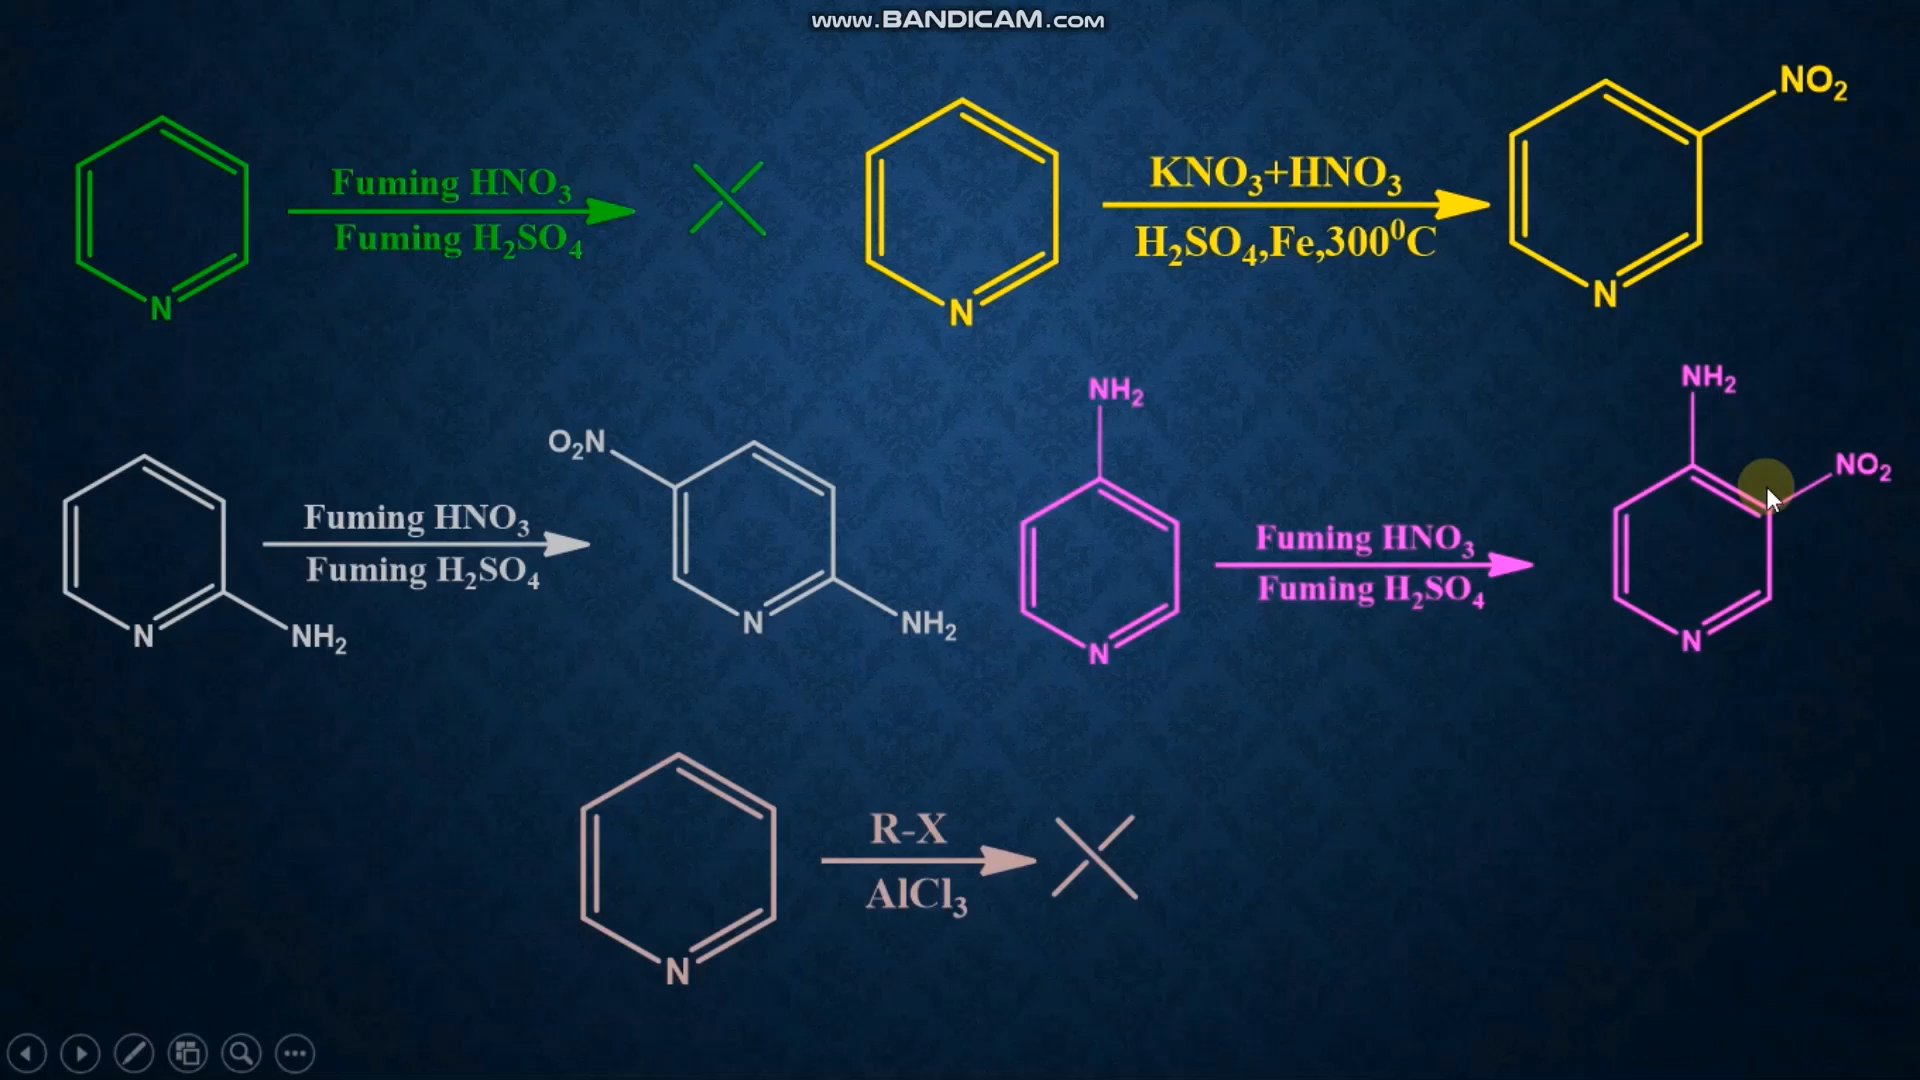 www.BANDICAM.com
NO₂
Fuming HNO₃
Fuming H₂SO₄
N
KNO₃+HNO₃
H₂SO₄,Fe,300⁰C
N
N
NH₂
NH₂
O₂N
NO₂
Fuming HNO₃
Fuming H₂SO₄
N
NH₂
N
NH₂
Fuming HNO₃
Fuming H₂SO₄
N
N
R-X
AlCl₃
N